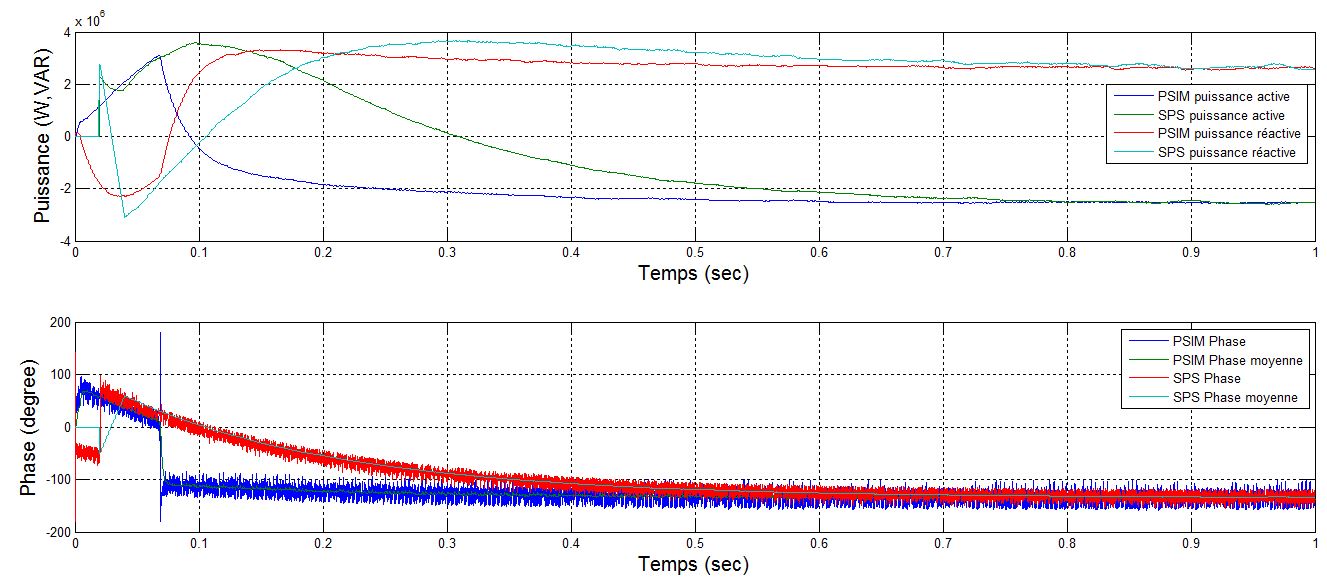 x 10^6
4
2
0
-2
-4
Puissance (W,VAR)
0 0.1 0.2 0.3 0.4 0.5 0.6 0.7 0.8 0.9 1
Temps (sec)
PSIM puissance active
SPS puissance active
PSIM puissance réactive
SPS puissance réactive
200
100
0
-100
-200
Phase (degree)
0 0.1 0.2 0.3 0.4 0.5 0.6 0.7 0.8 0.9 1
Temps (sec)
PSIM Phase
PSIM Phase moyenne
SPS Phase
SPS Phase moyenne